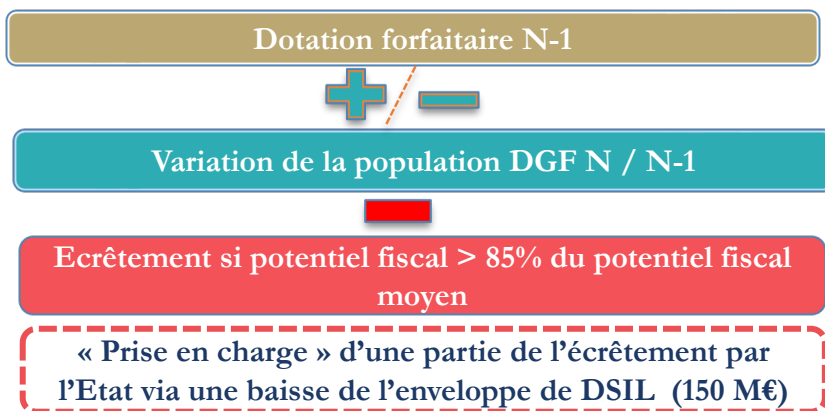 Dotation forfaitaire N-1
Variation de la population DGF N / N-1
Ecrêtement si potentiel fiscal > 85% du potentiel fiscal
moyen
« Prise en charge » d’une partie de l’écrêtement par
l’Etat via une baisse de l’enveloppe de DSIL (150 M€)